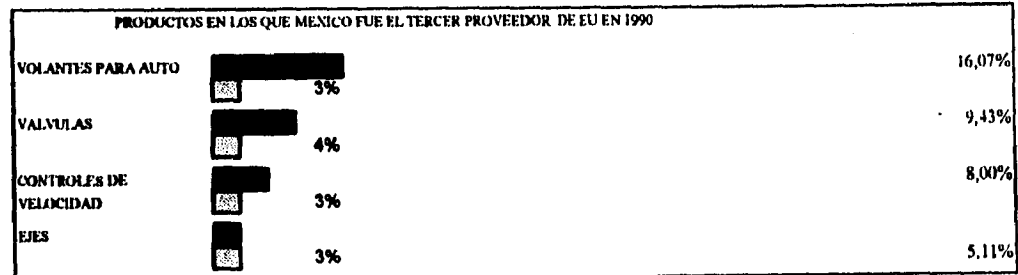 PRODUCTOS EN LOS QUE MEXICO FUE EL TERCER PROVEEDOR DE EU EN 1990
VOLANTES PARA AUTO 16,07%
3%
VALVULAS 9,43%
4%
CONTROLES DE 8,00%
VELOCIDAD 3%
EJES
3% 5,11%